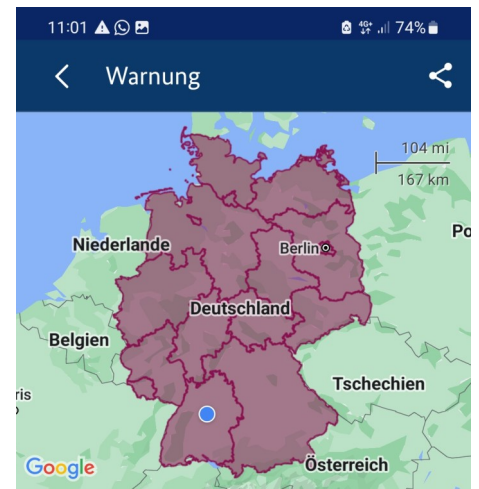 11:01 4G+ 74%
Warnung
104 mi
167 km
Niederlande
Berlin
Po
Deutschland
Belgien
Tschechien
ris
Google
Österreich